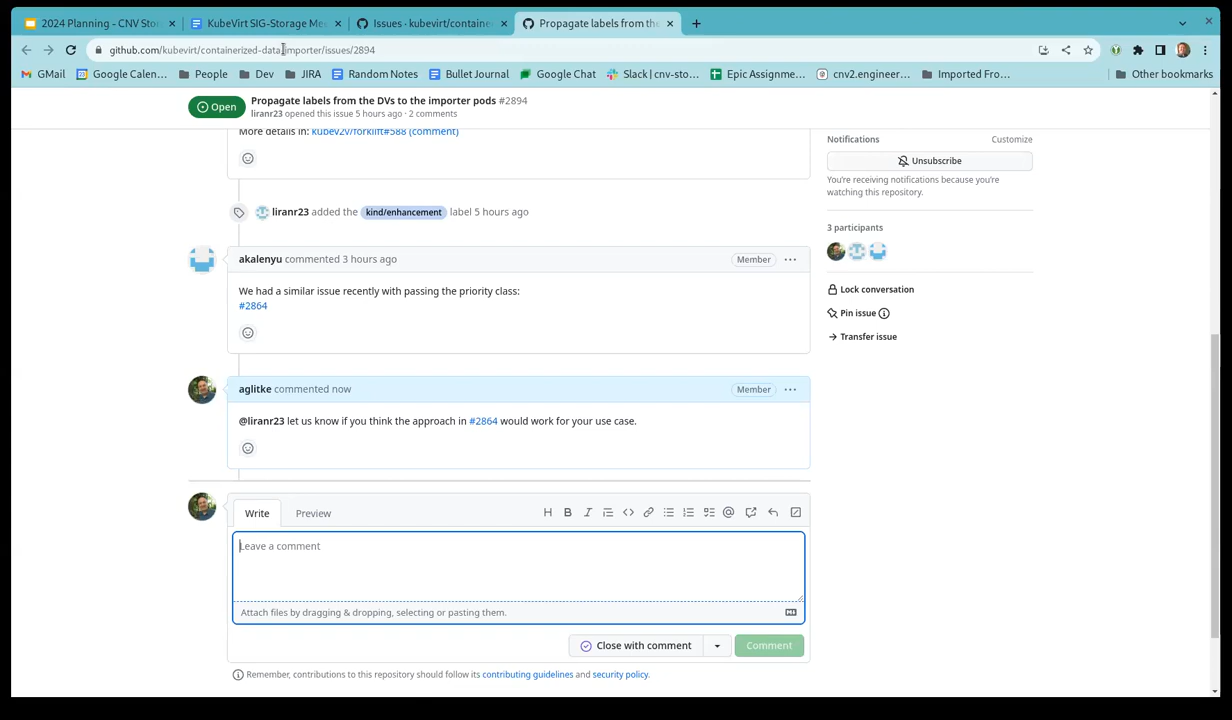 2024 Planning - CNV Sto
KubeVirt SIG-Storage Me
Issues · kubevirt/containe
Propagate labels from the
github.com/kubevirt/containerized-data-importer/issues/2894
GMail
Google Calen...
People
Dev
JIRA
Random Notes
Bullet Journal
Google Chat
Slack | cnv-sto...
Epic Assignme...
cnv2.engineer...
Imported Fro...
Other bookmarks
Open
Propagate labels from the DVs to the importer pods #2894
liranr23 opened this issue 5 hours ago · 2 comments
More details in: kubev2v/forklift#588 (comment)
liranr23 added the kind/enhancement label 5 hours ago
akalenyu commented 3 hours ago
Member
We had a similar issue recently with passing the priority class:
#2864
aglitke commented now
Member
@liranr23 let us know if you think the approach in #2864 would work for your use case.
Write
Preview
Leave a comment
Attach files by dragging & dropping, selecting or pasting them.
Close with comment
Comment
Remember, contributions to this repository should follow its contributing guidelines and security policy.
Notifications
Customize
Unsubscribe
You're receiving notifications because you're
watching this repository.
3 participants
Lock conversation
Pin issue
Transfer issue